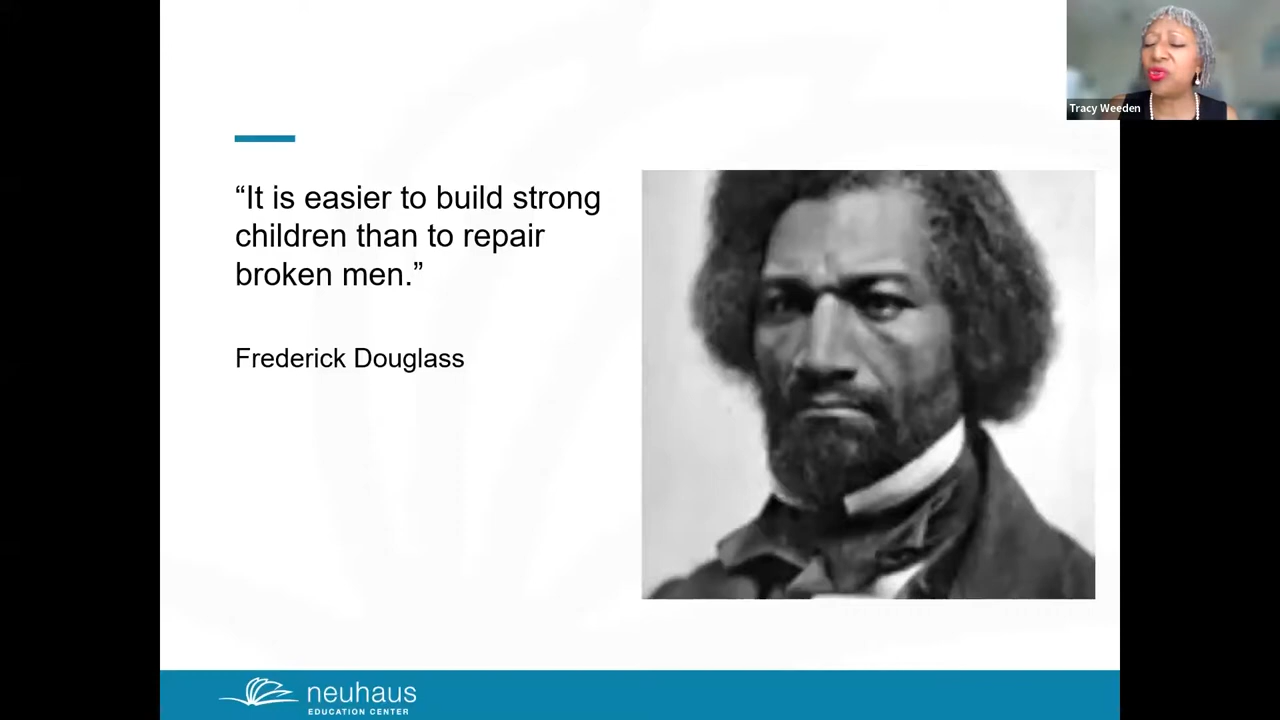 Tracy Weeden
“It is easier to build strong
children than to repair
broken men.”
Frederick Douglass
neuhaus
EDUCATION CENTER